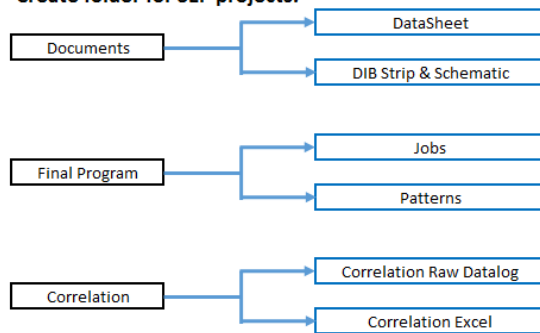 DataSheet
Documents
DIB Strip & Schematic
Jobs
Final Program
Patterns
Correlation Raw Datalog
Correlation
Correlation Excel